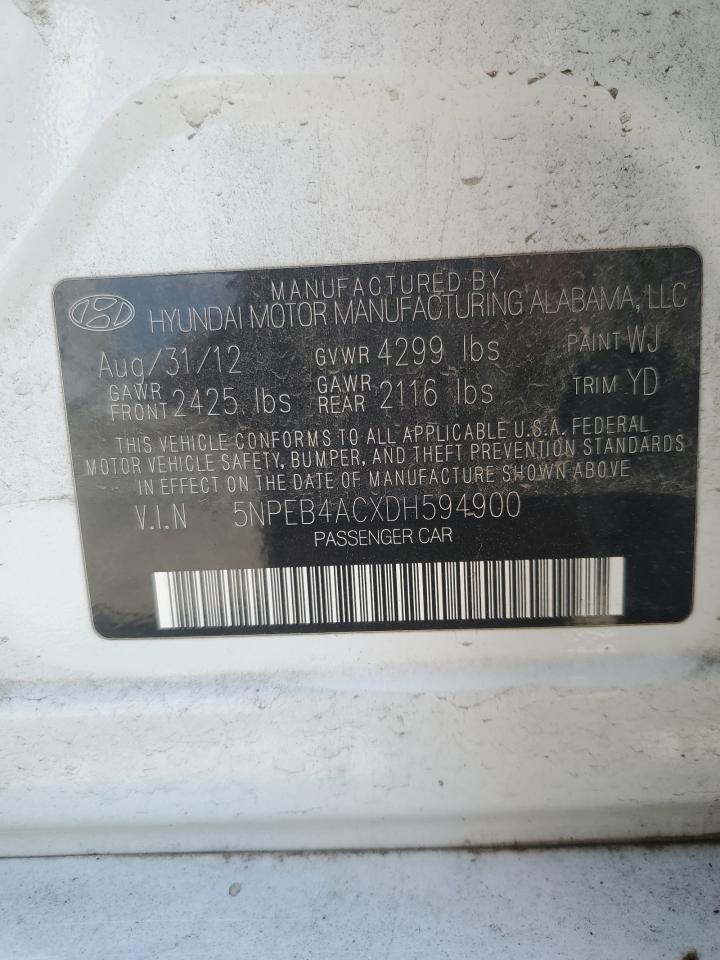 MANUFACTURED BY
HYUNDAI MOTOR MANUFACTURING ALABAMA, LLC
Aug/31/12 GVWR 4299 lbs PAINT WJ
GAWR FRONT 2425 lbs GAWR REAR 2116 lbs TRIM YD
THIS VEHICLE CONFORMS TO ALL APPLICABLE U.S.A. FEDERAL
MOTOR VEHICLE SAFETY, BUMPER, AND THEFT PREVENTION STANDARDS
IN EFFECT ON THE DATE OF MANUFACTURE SHOWN ABOVE
V.I.N 5NPEB4ACXDH594900
PASSENGER CAR